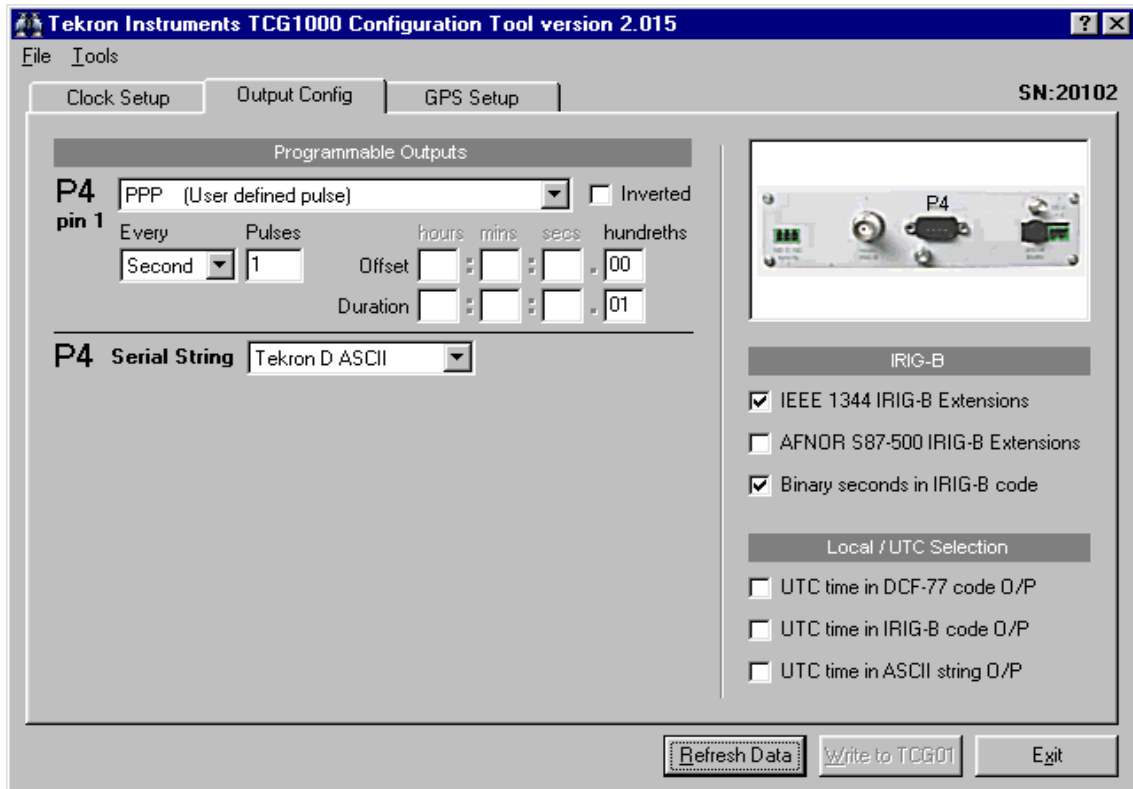 Tekron Instruments TCG1000 Configuration Tool version 2.015
File Tools
Clock Setup Output Config GPS Setup SN:20102
Programmable Outputs
P4 PPP (User defined pulse) Inverted
pin 1
Every Pulses hours mins secs hundreths
Second 1 Offset : : . 00
Duration : : . 01
P4 Serial String Tekron D ASCII
P4
IRIG-B
IEEE 1344 IRIG-B Extensions
AFNOR S87-500 IRIG-B Extensions
Binary seconds in IRIG-B code
Local / UTC Selection
UTC time in DCF-77 code O/P
UTC time in IRIG-B code O/P
UTC time in ASCII string O/P
Refresh Data Write to TCG01 Exit